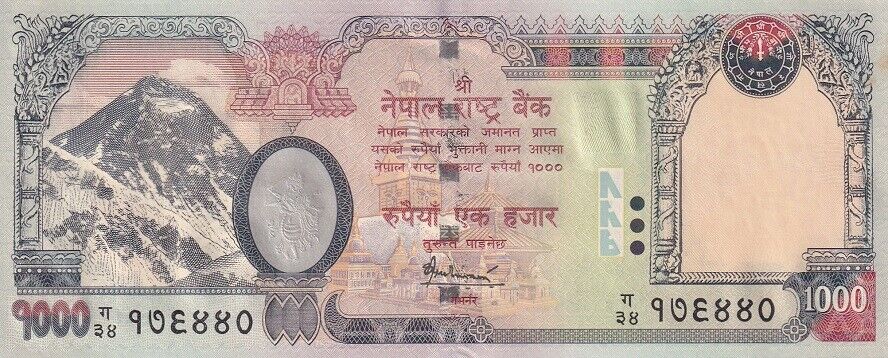 श्री
नेपाल राष्ट्र बैंक
नेपाल सरकारको जमानत प्राप्त
यसको रुपैयाँ भुक्तानी माग्न आएमा
नेपाल राष्ट्र बैंकबाट रुपैयाँ १०००
रुपैयाँ एक हजार
तुरुन्त पाइनेछ
गभर्नर
१००० ग/३४ १७६४४०
ग/३४ १७६४४० 1000